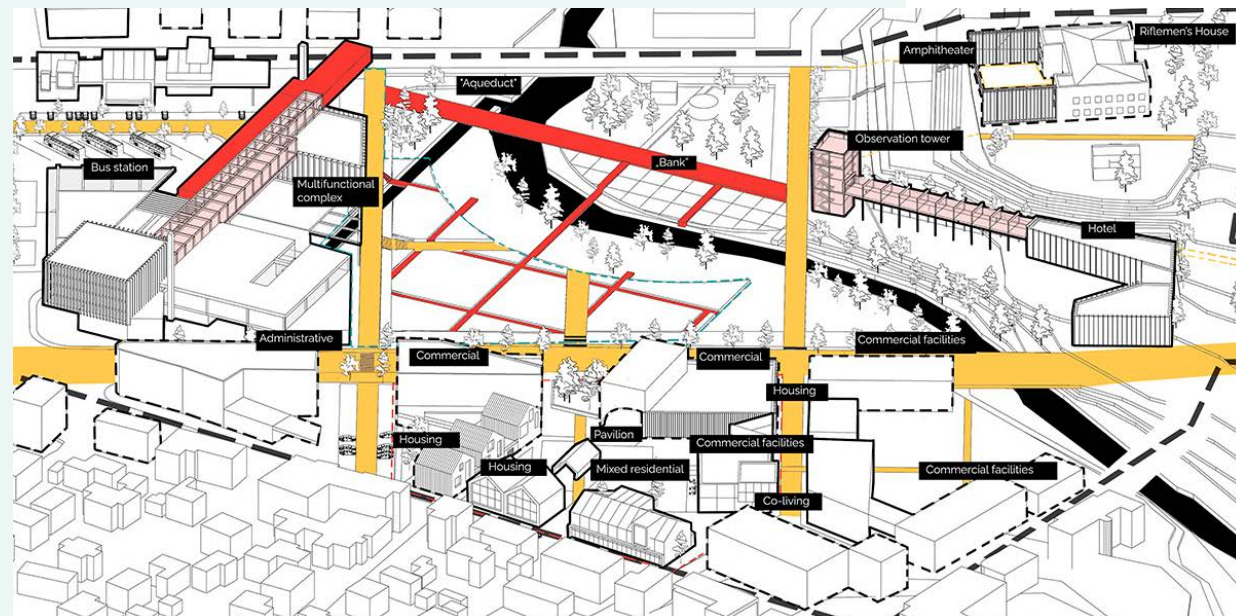 Riflemen's House
Amphitheater
"Aqueduct"
Observation tower
Bus station
„Bank"
Multifunctional
complex
Hotel
Administrative
Commercial facilities
Commercial
Commercial
Housing
Pavilion
Housing
Commercial facilities
Housing
Mixed residential
Commercial facilities
Co-living